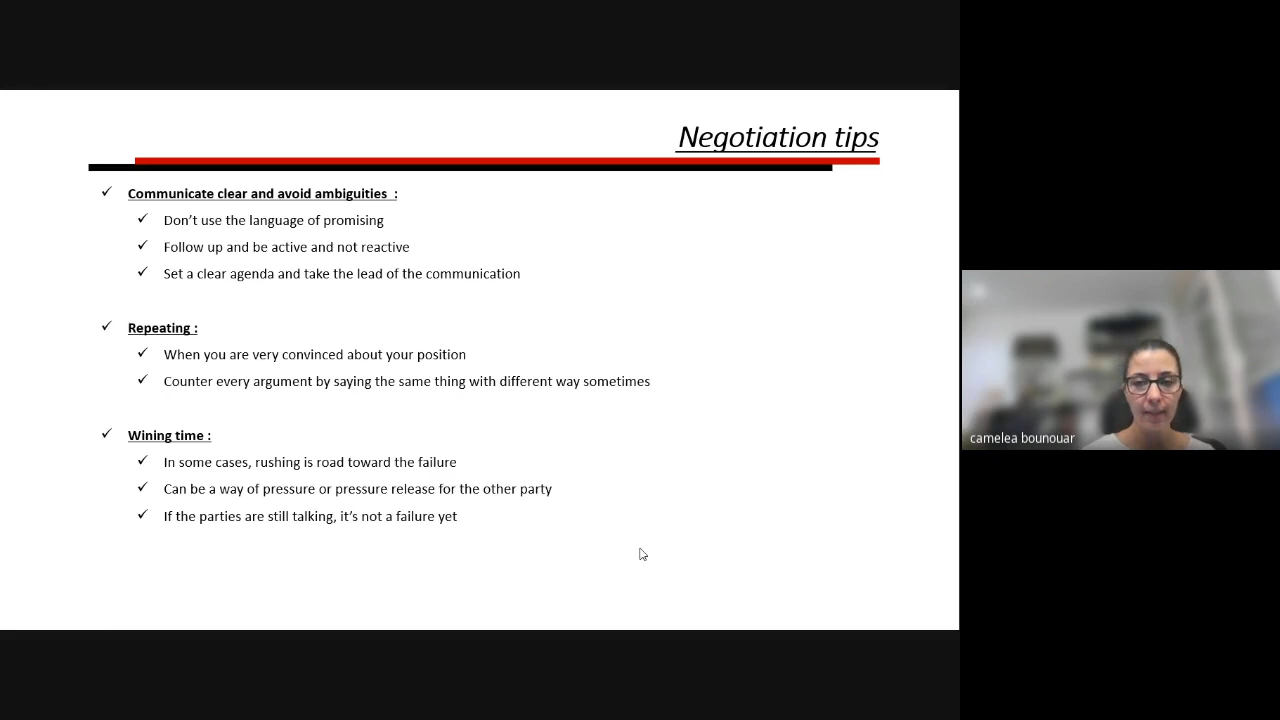 Negotiation tips
Communicate clear and avoid ambiguities :
Don't use the language of promising
Follow up and be active and not reactive
Set a clear agenda and take the lead of the communication
Repeating :
When you are very convinced about your position
Counter every argument by saying the same thing with different way sometimes
Wining time :
In some cases, rushing is road toward the failure
Can be a way of pressure or pressure release for the other party
If the parties are still talking, it's not a failure yet
camelea bounouar